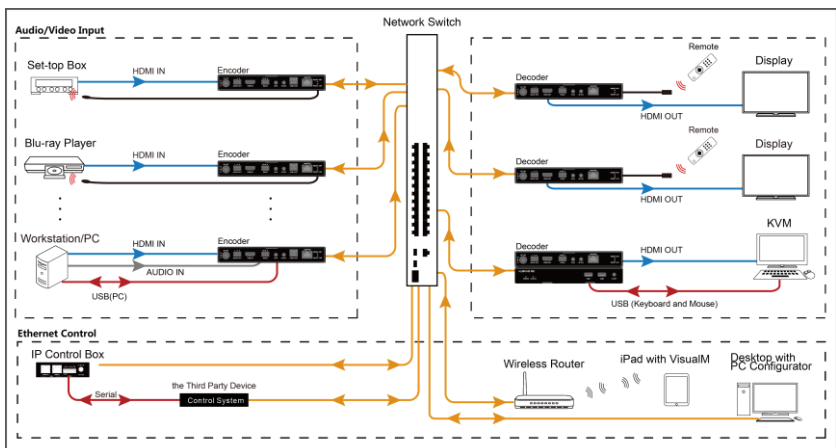 Network Switch
Audio/Video Input
Set-top Box
HDMI IN
Encoder
Blu-ray Player
HDMI IN
Encoder
Workstation/PC
HDMI IN
Encoder
AUDIO IN
USB(PC)
Remote
Display
Decoder
HDMI OUT
Remote
Display
Decoder
HDMI OUT
KVM
Decoder
HDMI OUT
USB (Keyboard and Mouse)
Ethernet Control
IP Control Box
the Third Party Device
Serial
Control System
Wireless Router
iPad with VisualM
Desktop with
PC Configurator